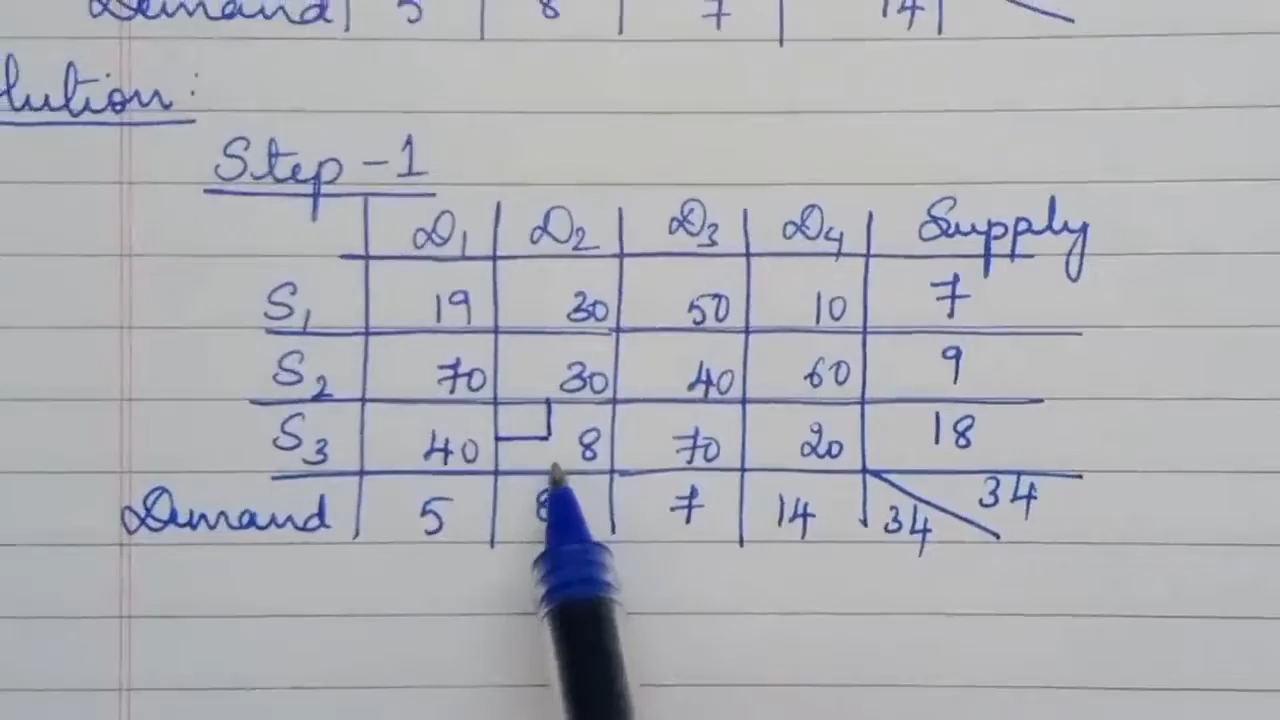 Demand 5 8 7 14
lution:
Step-1
D1 D2 D3 D4 Supply
S1 19 30 50 10 7
S2 70 30 40 60 9
S3 40 8 70 20 18
Demand 5 8 7 14 34 34